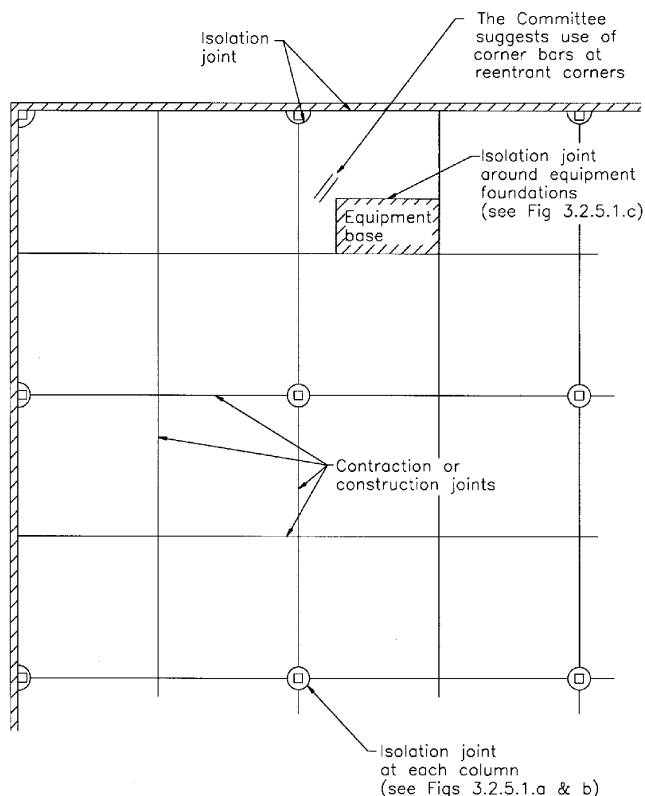 The Committee
suggests use of
corner bars at
reentrant corners
Isolation
joint
Isolation joint
around equipment
foundations
(see Fig 3.2.5.1.c)
Equipment
base
Contraction or
construction joints
Isolation joint
at each column
(see Figs 3.2.5.1.a & b)